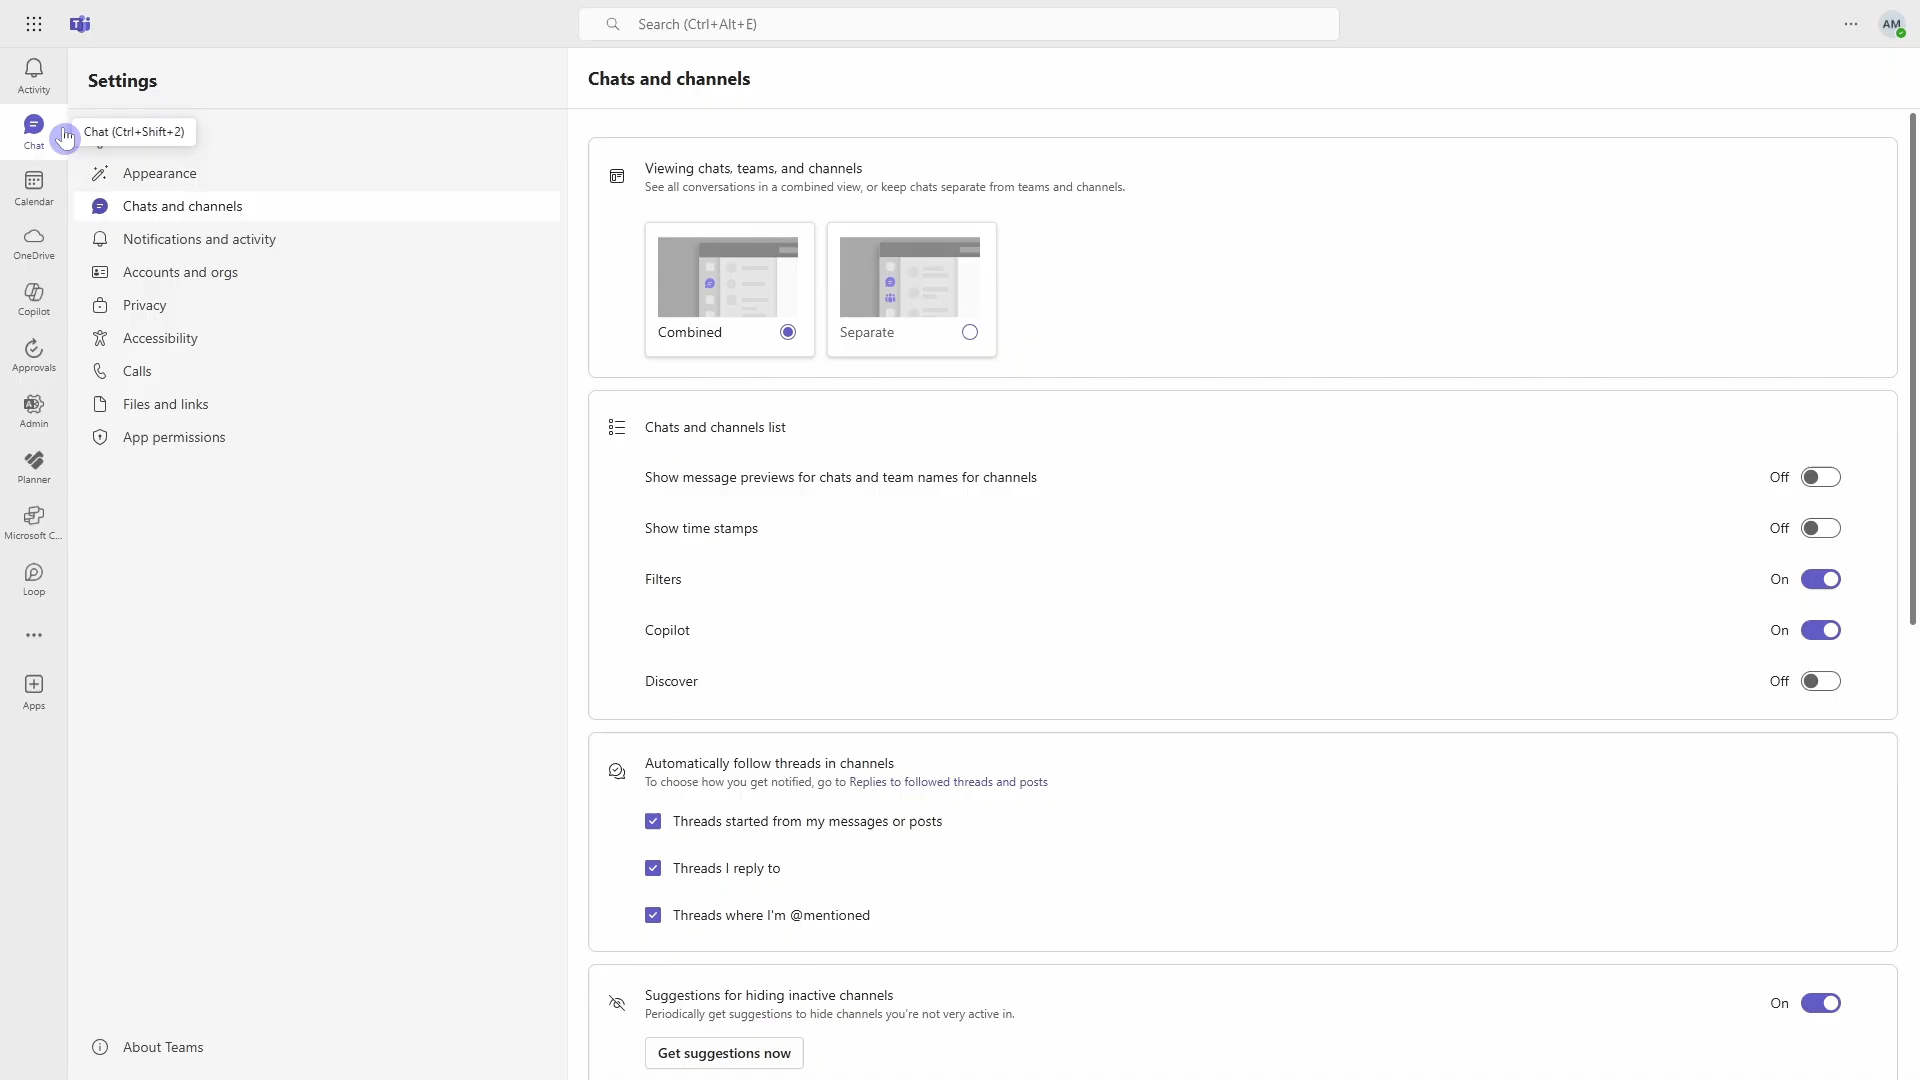 Search (Ctrl+Alt+E)
AM
Activity
Chat
Calendar
OneDrive
Copilot
Approvals
Admin
Planner
Microsoft C...
Loop
Apps
Settings
Chat (Ctrl+Shift+2)
Appearance
Chats and channels
Notifications and activity
Accounts and orgs
Privacy
Accessibility
Calls
Files and links
App permissions
About Teams
Chats and channels
Viewing chats, teams, and channels
See all conversations in a combined view, or keep chats separate from teams and channels.
Combined
Separate
Chats and channels list
Show message previews for chats and team names for channels
Off
Show time stamps
Off
Filters
On
Copilot
On
Discover
Off
Automatically follow threads in channels
To choose how you get notified, go to Replies to followed threads and posts
Threads started from my messages or posts
Threads I reply to
Threads where I'm @mentioned
Suggestions for hiding inactive channels
On
Periodically get suggestions to hide channels you're not very active in.
Get suggestions now